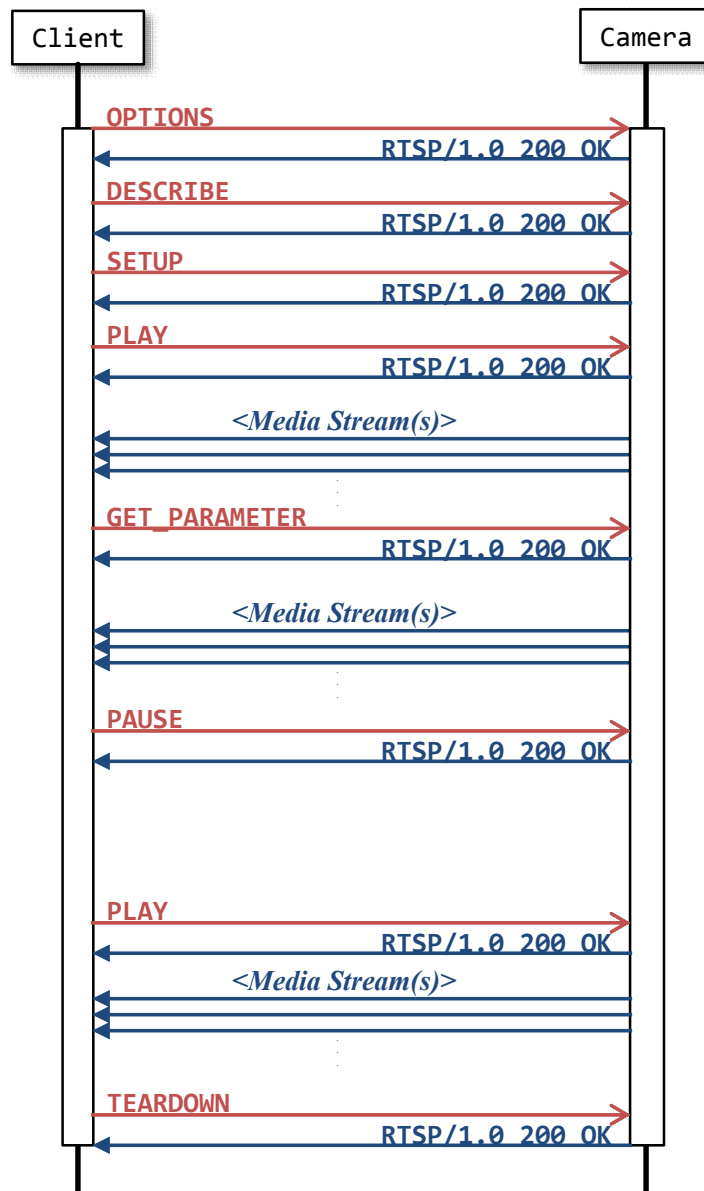 Client
Camera
OPTIONS
RTSP/1.0 200 OK
DESCRIBE
RTSP/1.0 200 OK
SETUP
RTSP/1.0 200 OK
PLAY
RTSP/1.0 200 OK
<Media Stream(s)>
GET_PARAMETER
RTSP/1.0 200 OK
<Media Stream(s)>
PAUSE
RTSP/1.0 200 OK
PLAY
RTSP/1.0 200 OK
<Media Stream(s)>
TEARDOWN
RTSP/1.0 200 OK